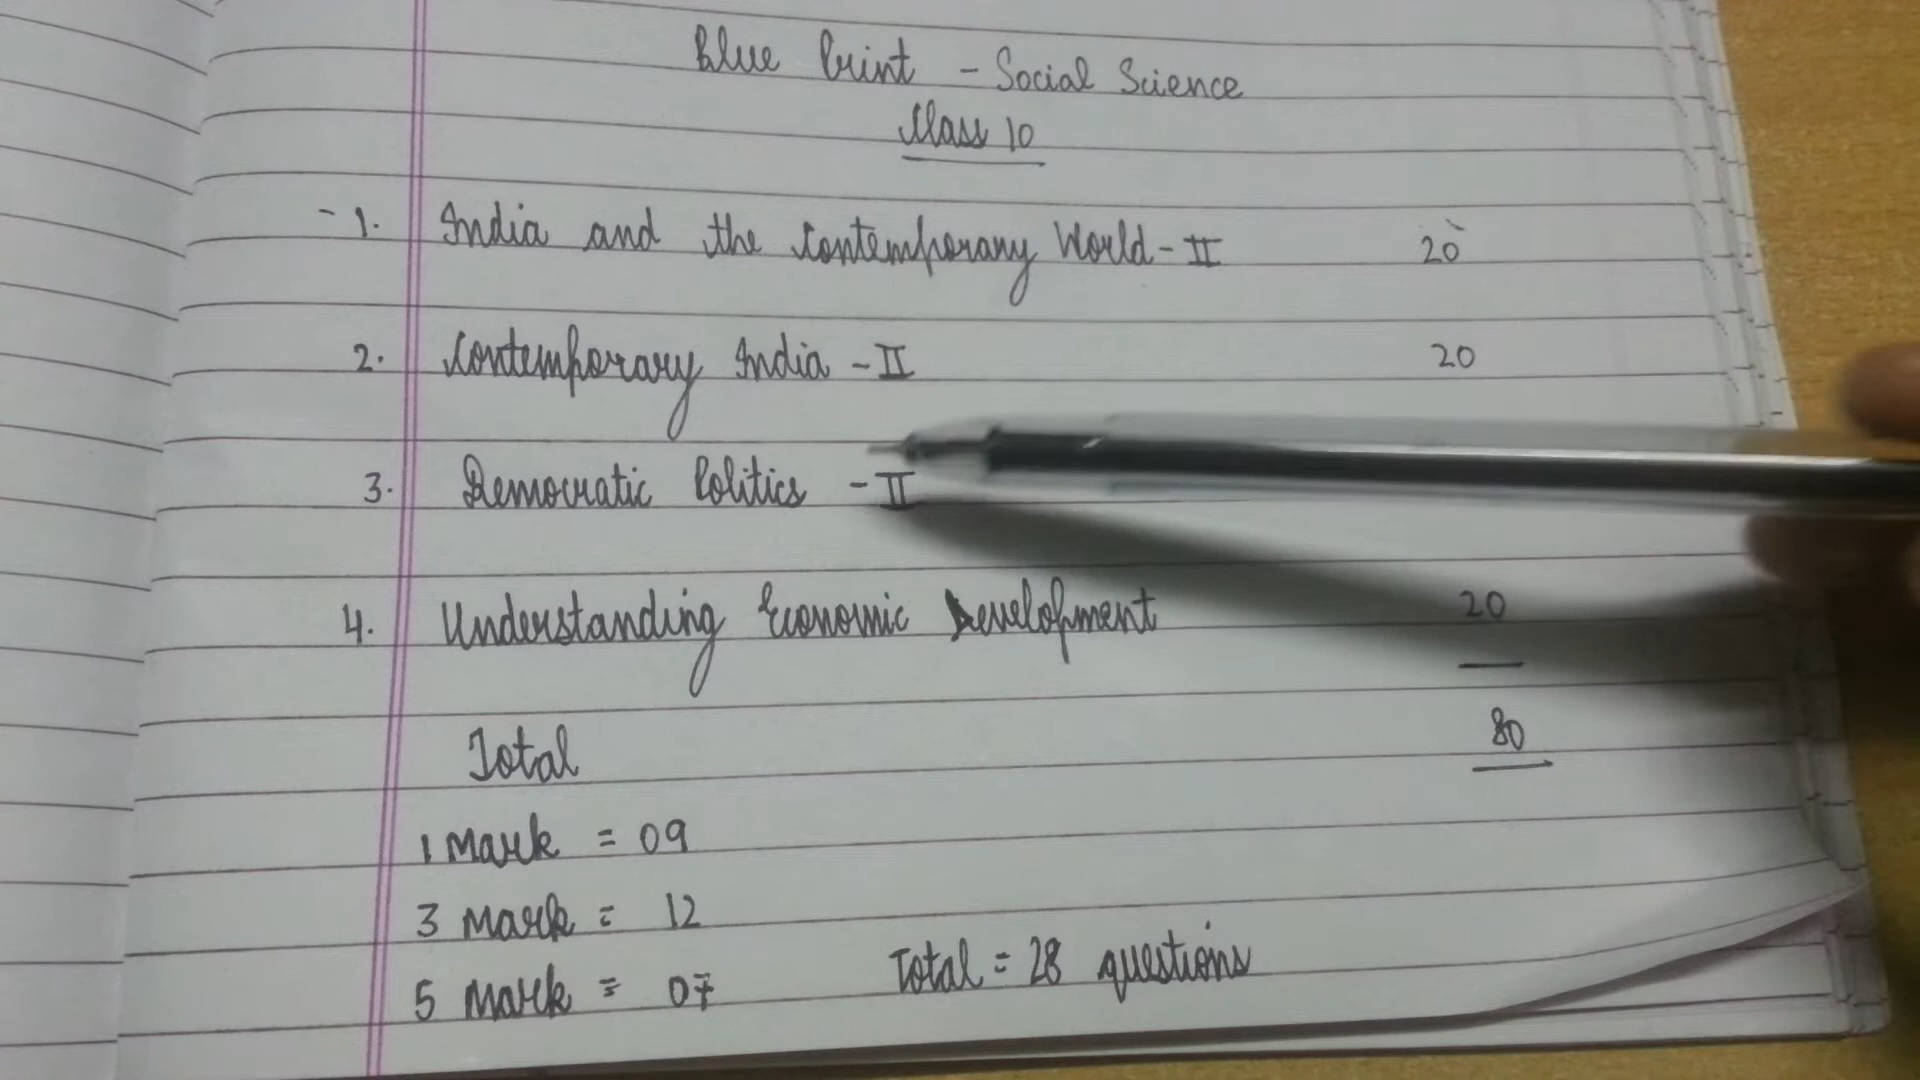 Blue Print - Social Science
Class 10
- 1. India and the Contemporary World - II 20
2. Contemporary India - II 20
3. Democratic Politics - II
4. Understanding Economic Development 20
Total 80
1 Mark = 09
3 Mark = 12
5 Mark = 07 Total = 28 questions